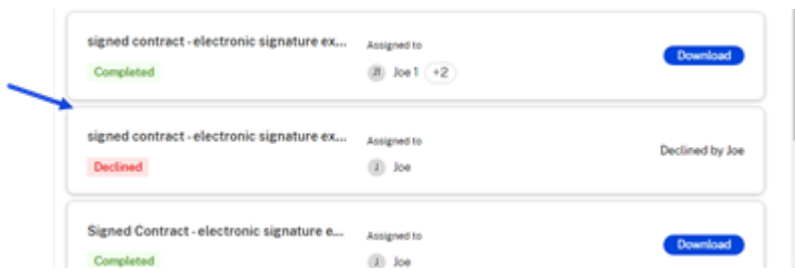 signed contract - electronic signature ex...
Assigned to
Download
Completed
J1 Joe 1 +2
signed contract - electronic signature ex...
Assigned to
Declined by Joe
Declined
J Joe
Signed Contract - electronic signature e...
Assigned to
Download
Completed
J Joe